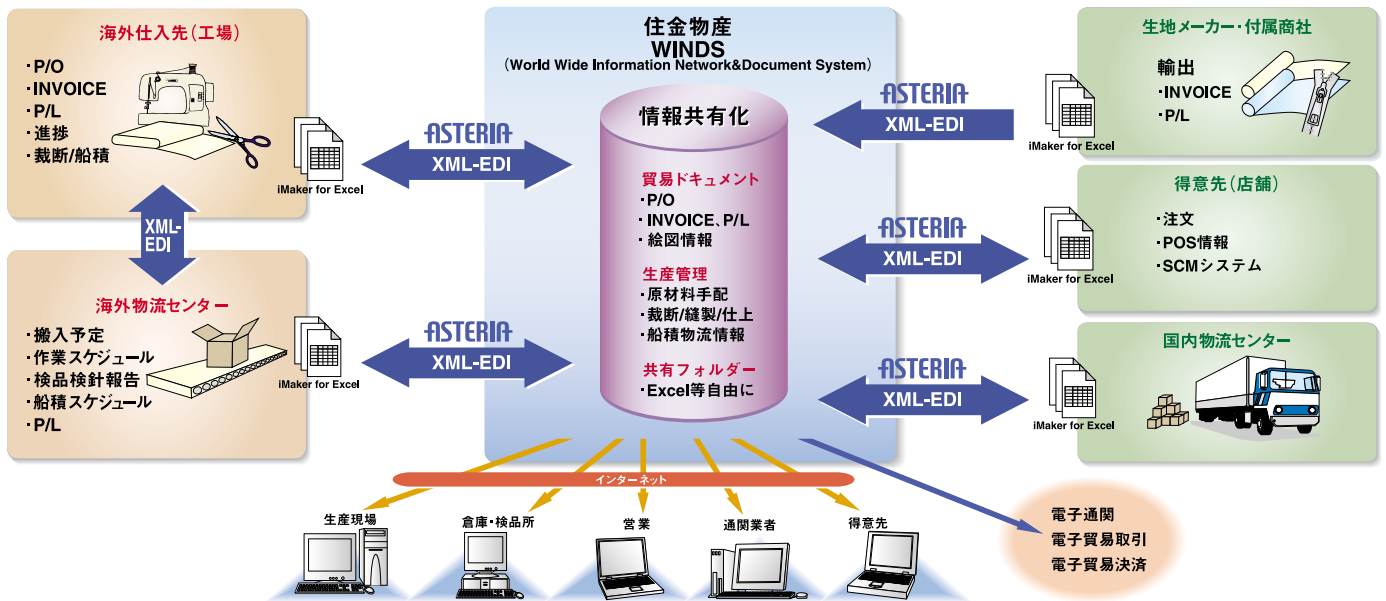 海外仕入先(工場)
・P/O
・INVOICE
・P/L
・進捗
・裁断/船積
iMaker for Excel
XML-
EDI
海外物流センター
・搬入予定
・作業スケジュール
・検品検針報告
・船積スケジュール
・P/L
iMaker for Excel
ASTERIA
XML-EDI
ASTERIA
XML-EDI
住金物産
WINDS
(World Wide Information Network&Document System)
情報共有化
貿易ドキュメント
・P/O
・INVOICE、P/L
・絵図情報
生産管理
・原材料手配
・裁断/縫製/仕上
・船積物流情報
共有フォルダー
・Excel等自由に
ASTERIA
XML-EDI
ASTERIA
XML-EDI
ASTERIA
XML-EDI
生地メーカー・付属商社
輸出
・INVOICE
・P/L
iMaker for Excel
得意先(店舗)
・注文
・POS情報
・SCMシステム
iMaker for Excel
国内物流センター
iMaker for Excel
インターネット
生産現場
倉庫・検品所
営業
通関業者
得意先
電子通関
電子貿易取引
電子貿易決済